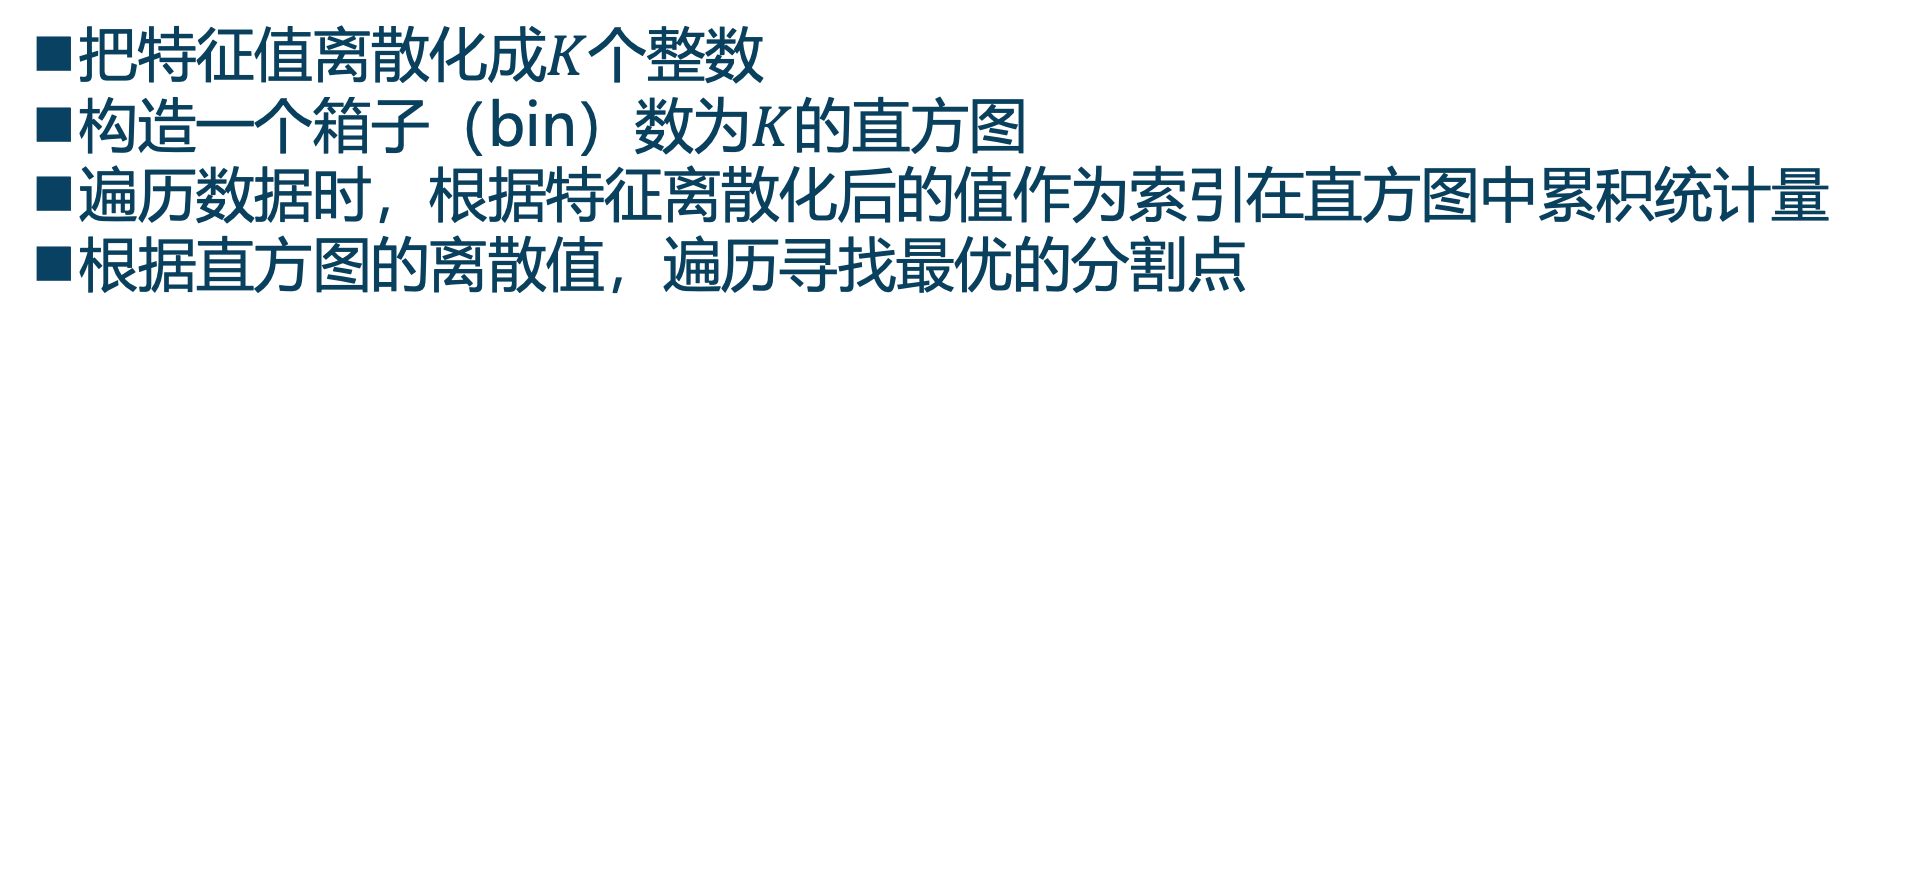 ■把特征值离散化成K个整数
■构造一个箱子（bin）数为K的直方图
■遍历数据时，根据特征离散化后的值作为索引在直方图中累积统计量
■根据直方图的离散值，遍历寻找最优的分割点